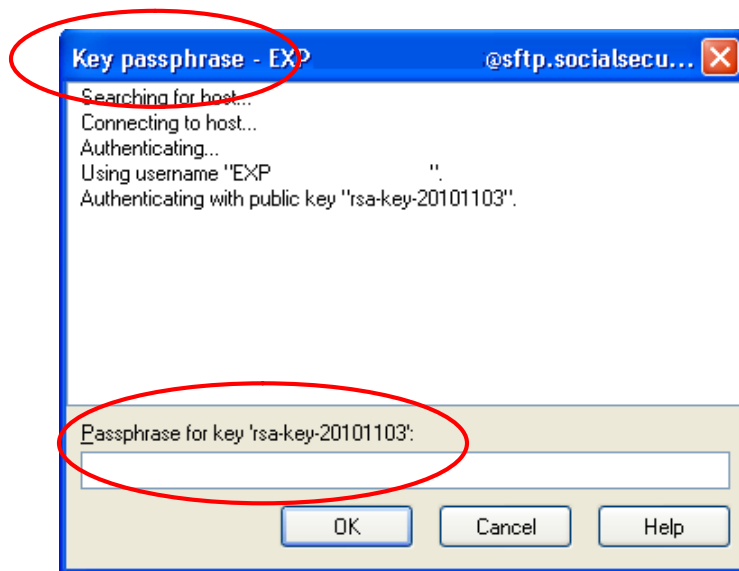 Key passphrase - EXP @sftp.socialsecu...
Searching for host...
Connecting to host...
Authenticating...
Using username "EXP ".
Authenticating with public key "rsa-key-20101103".
Passphrase for key 'rsa-key-20101103':
OK Cancel Help